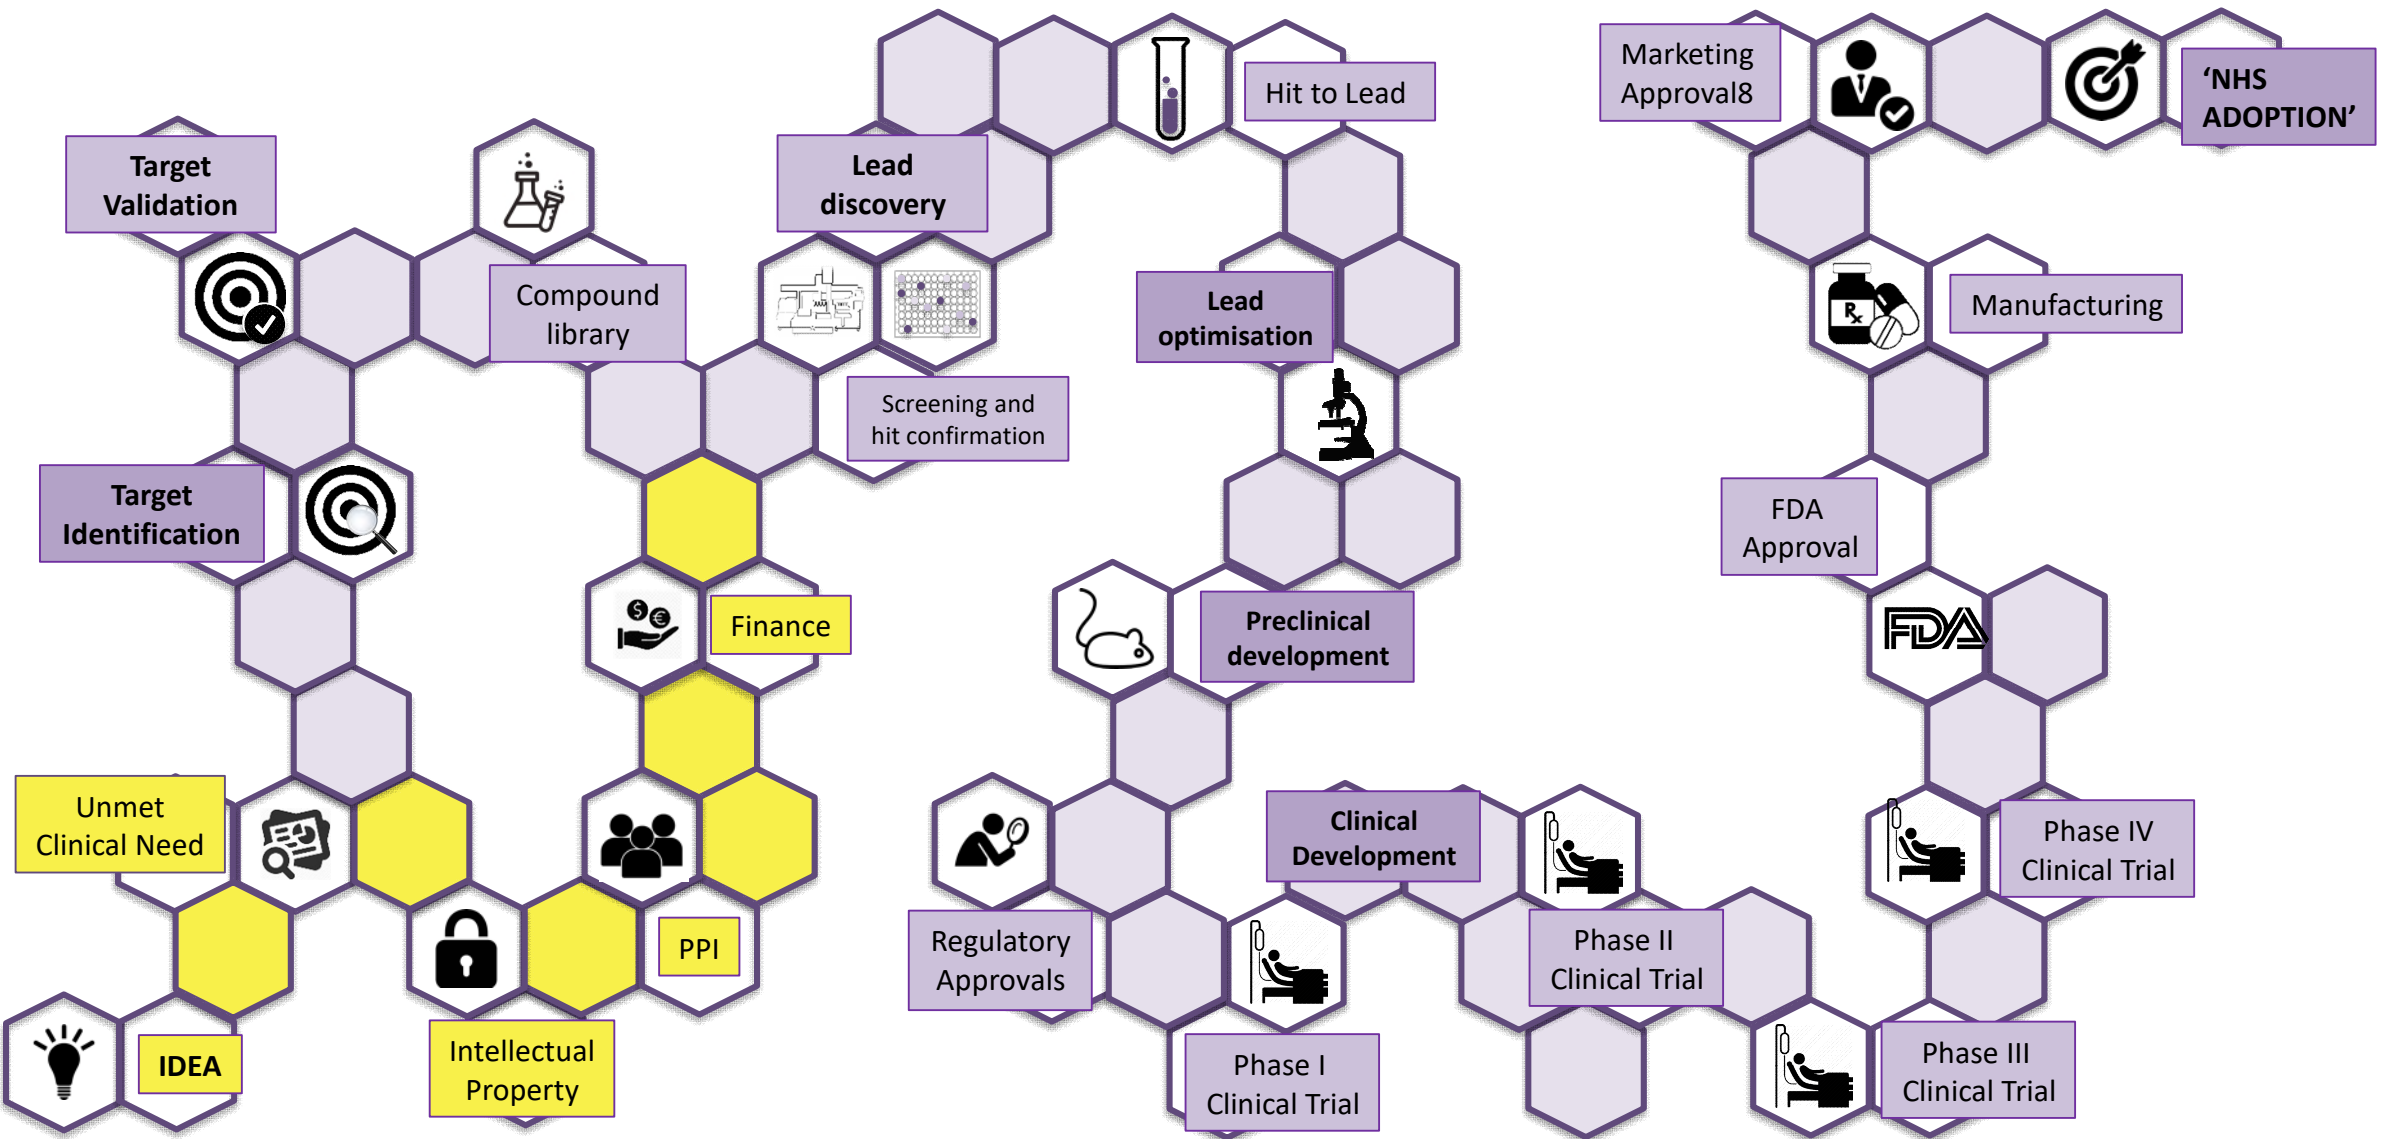 Marketing
Approval8
'NHS
ADOPTION'
Hit to Lead
Target
Validation
Lead
discovery
Compound
library
Lead
optimisation
Rx
Manufacturing
Screening and
hit confirmation
Target
Identification
FDA
Approval
$ €
Finance
Preclinical
development
FDA
Unmet
Clinical Need
Clinical
Development
Phase IV
Clinical Trial
PPI
Regulatory
Approvals
Phase II
Clinical Trial
IDEA
Intellectual
Property
Phase I
Clinical Trial
Phase III
Clinical Trial